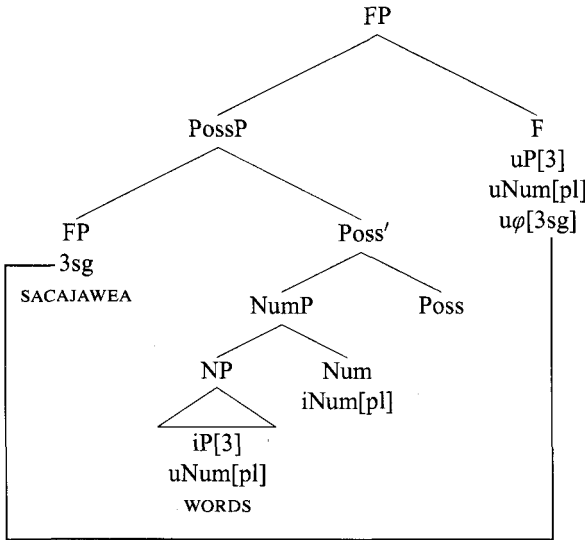 FP
PossP F
uP[3]
uNum[pl]
FP Poss′ uφ[3sg]
3sg
SACAJAWEA NumP Poss
NP Num
iNum[pl]
iP[3]
uNum[pl]
WORDS